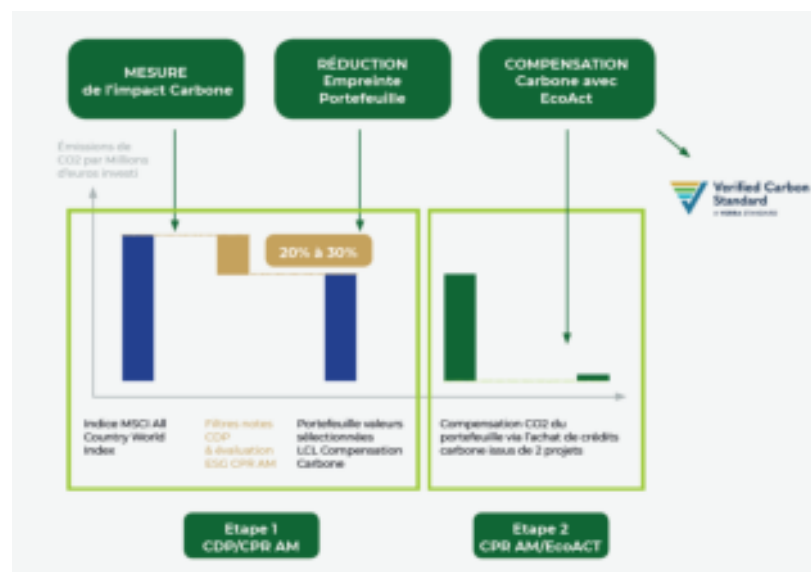 MESURE
de l'impact Carbone
RÉDUCTION
Empreinte
Portefeuille
COMPENSATION
Carbone avec
EcoAct
Émissions de
CO2 par Millions
d'euros investi
Verified Carbon
Standard
A VERRA STANDARD
20% à 30%
Indice MSCI All
Country World
Index
Filtres notes
CDP
& évaluation
ESG CPR AM
Portefeuille valeurs
sélectionnées
LCL Compensation
Carbone
Compensation CO2 du
portefeuille via l'achat de crédits
carbone issus de 2 projets
Etape 1
CDP/CPR AM
Etape 2
CPR AM/EcoACT